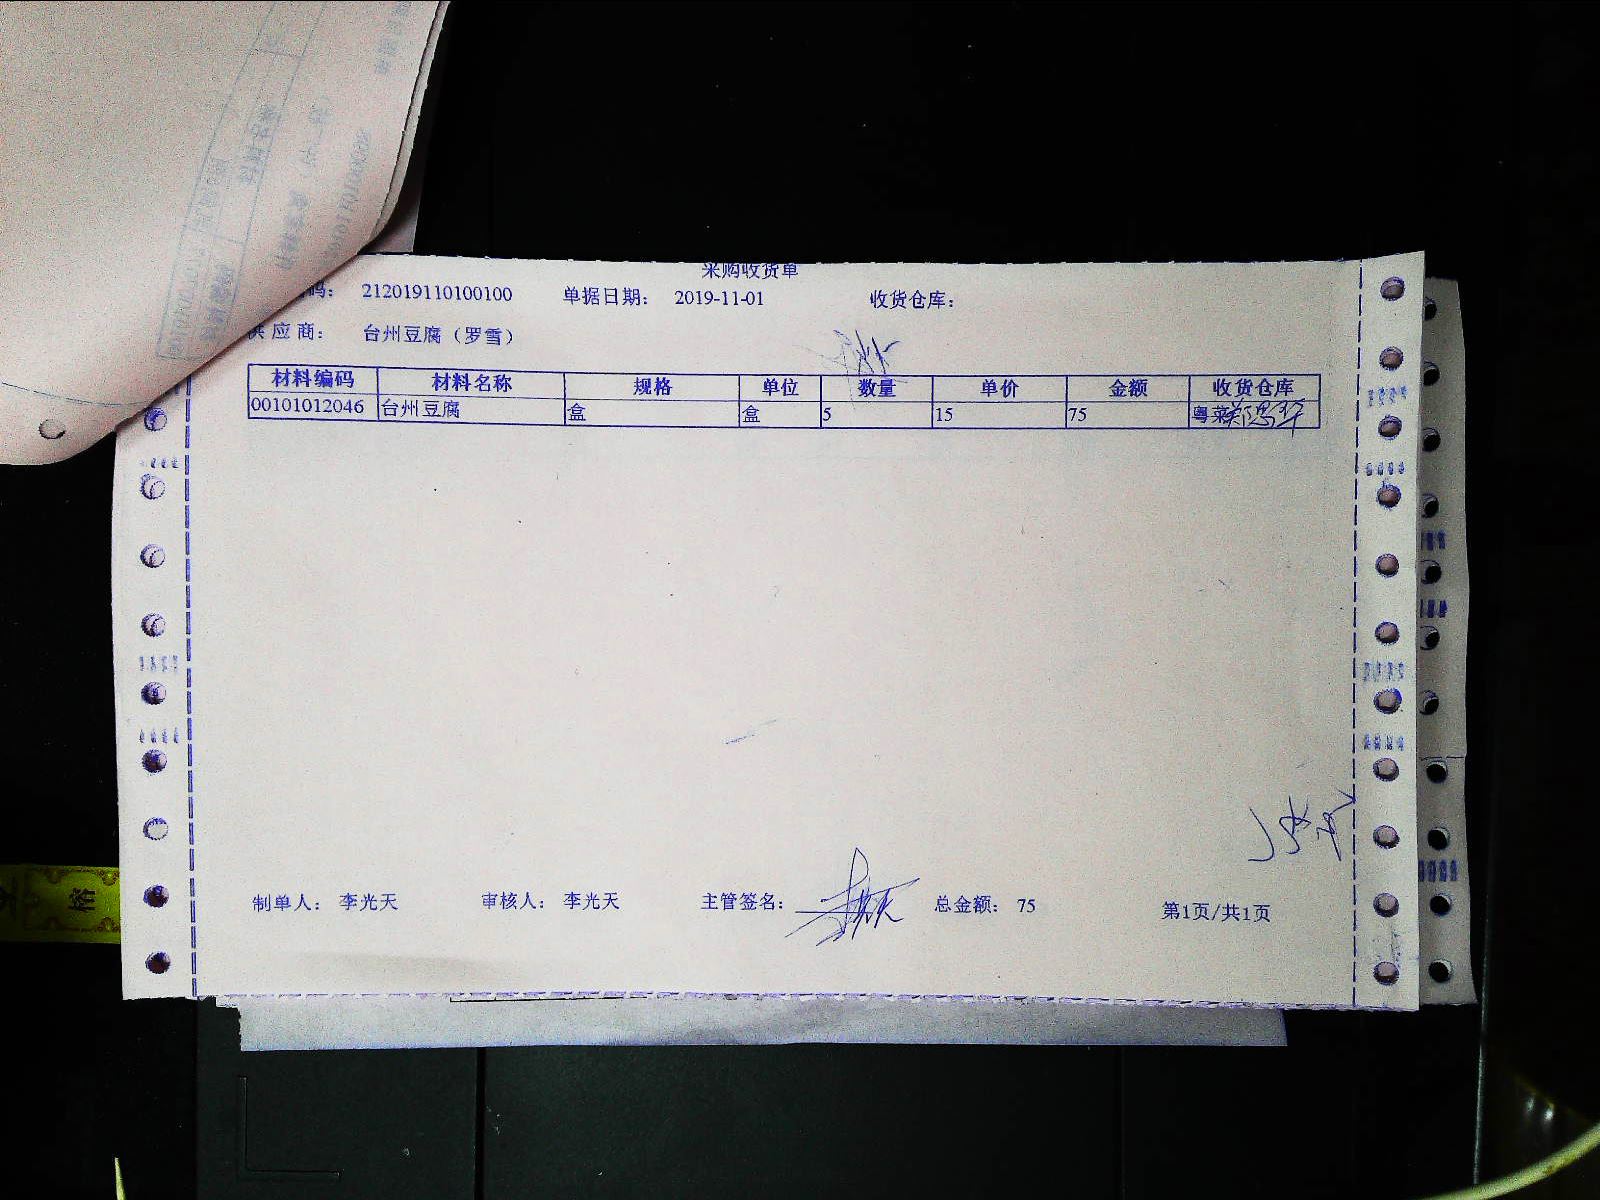 采购收货单
码： 212019110100100 单据日期： 2019-11-01 收货仓库：
供应商： 台州豆腐（罗雪）
材料编码 材料名称 规格 单位 数量 单价 金额 收货仓库
00101012046 台州豆腐 盒 盒 5 15 75 粤菜
制单人： 李光天 审核人： 李光天 主管签名： 总金额： 75 第1页/共1页